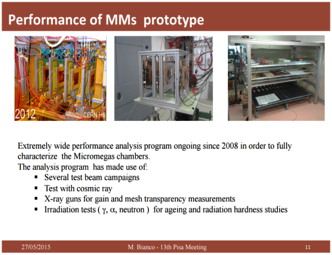 Performance of MMs prototype
2012
Extremely wide performance analysis program ongoing since 2008 in order to fully
characterize the Micromegas chambers.
The analysis program has made use of:
▪ Several test beam campaigns
▪ Test with cosmic ray
▪ X-ray guns for gain and mesh transparency measurements
▪ Irradiation tests ( γ, α, neutron ) for ageing and radiation hardness studies
27/05/2015 M. Bianco - 13th Pisa Meeting 11